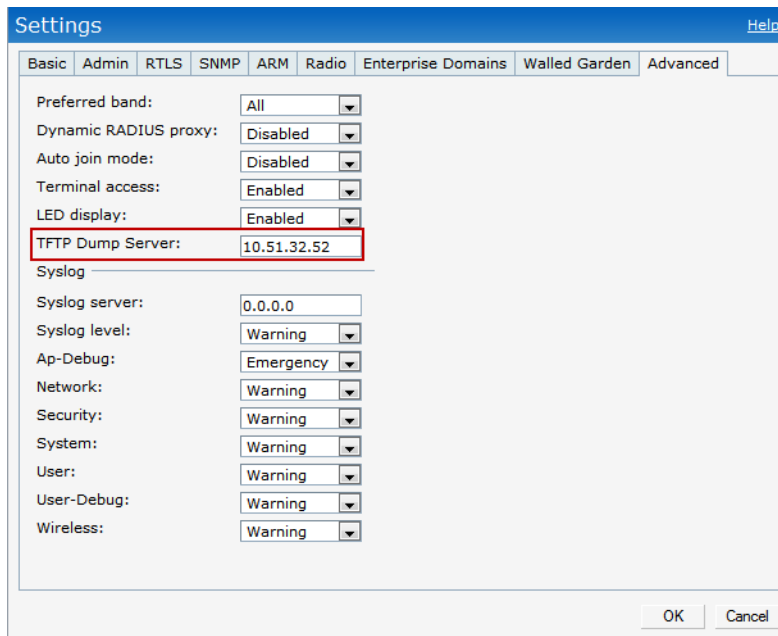 Settings Help
Basic Admin RTLS SNMP ARM Radio Enterprise Domains Walled Garden Advanced
Preferred band: All
Dynamic RADIUS proxy: Disabled
Auto join mode: Disabled
Terminal access: Enabled
LED display: Enabled
TFTP Dump Server: 10.51.32.52
Syslog
Syslog server: 0.0.0.0
Syslog level: Warning
Ap-Debug: Emergency
Network: Warning
Security: Warning
System: Warning
User: Warning
User-Debug: Warning
Wireless: Warning
OK Cancel